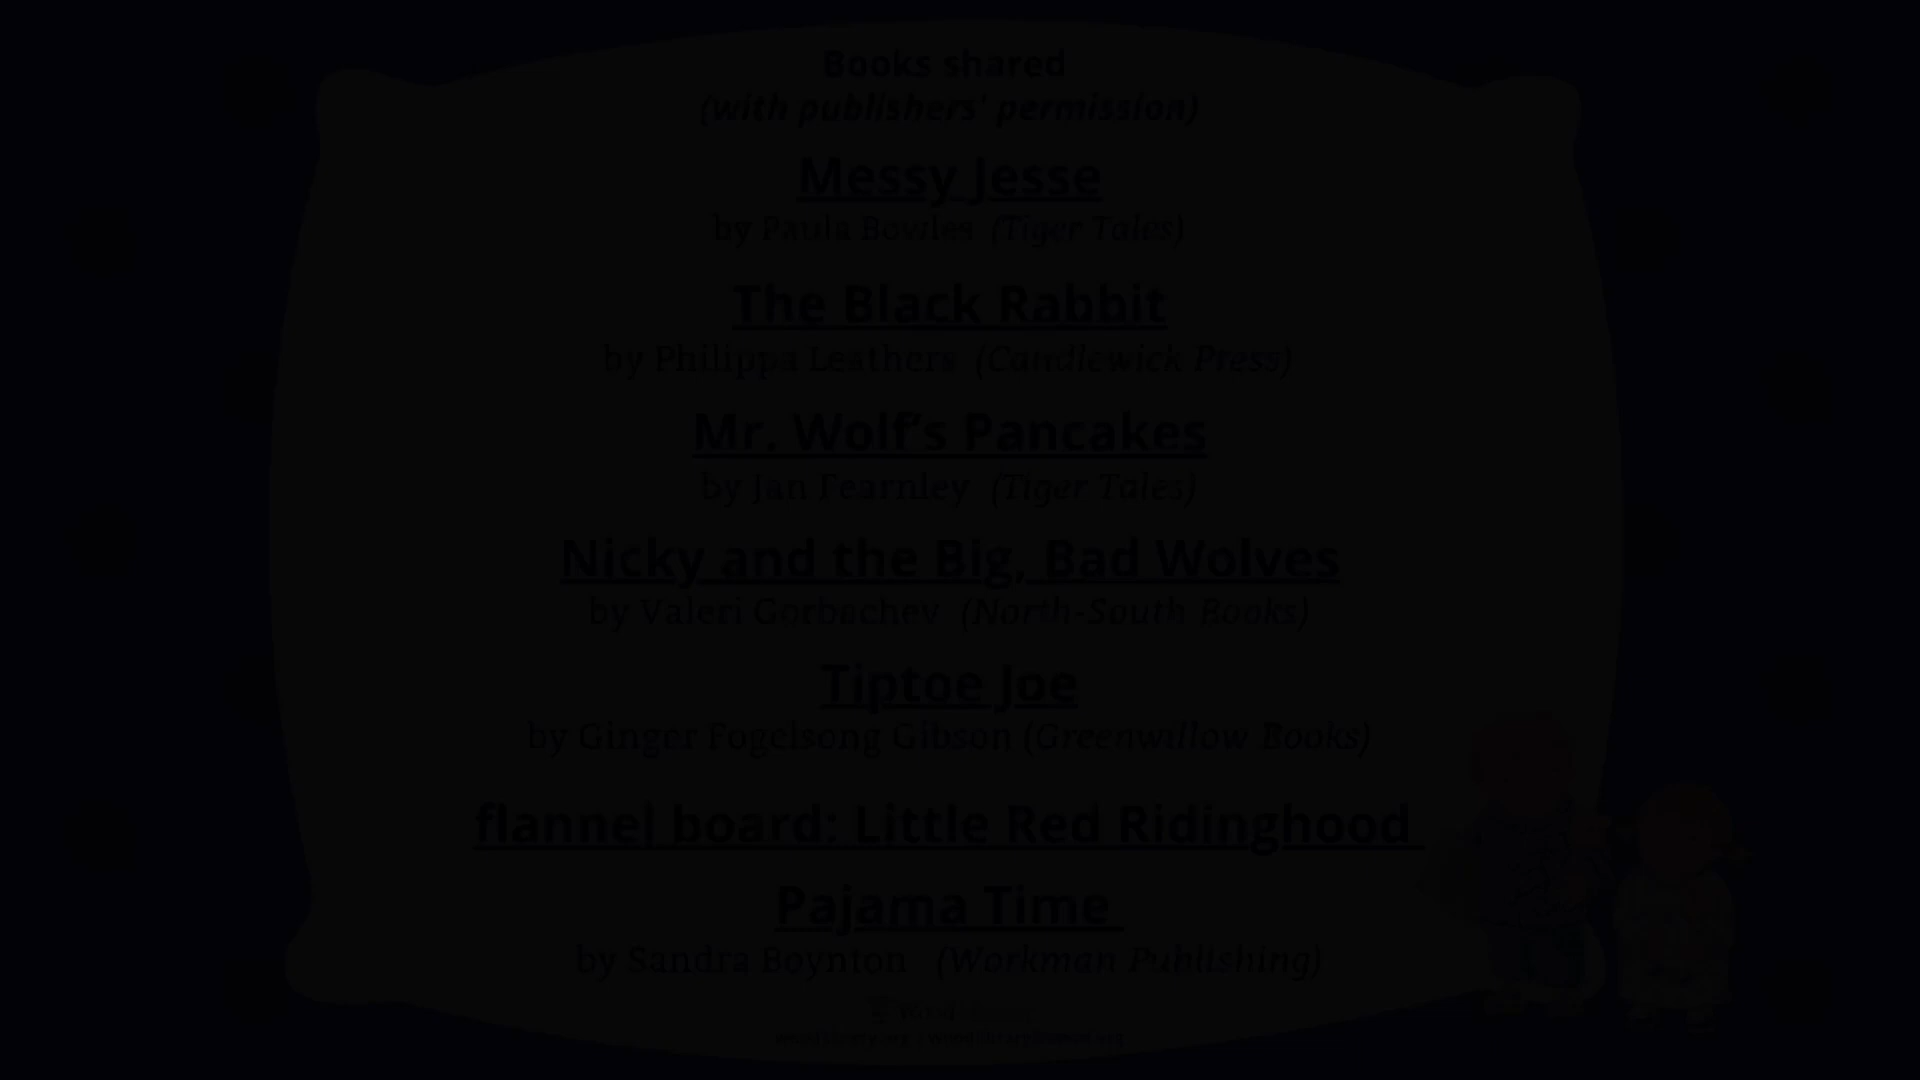 Books shared
(with publishers' permission)
Messy Jesse
by Paula Bowles (Tiger Tales)
The Black Rabbit
by Philippa Leathers (Candlewick Press)
Mr. Wolf's Pancakes
by Jan Fearnley (Tiger Tales)
Nicky and the Big, Bad Wolves
by Valeri Gorbachev (North-South Books)
Tiptoe Joe
by Ginger Fogelsong Gibson (Greenwillow Books)
flannel board: Little Red Ridinghood
Pajama Time
by Sandra Boynton (Workman Publishing)
Wood